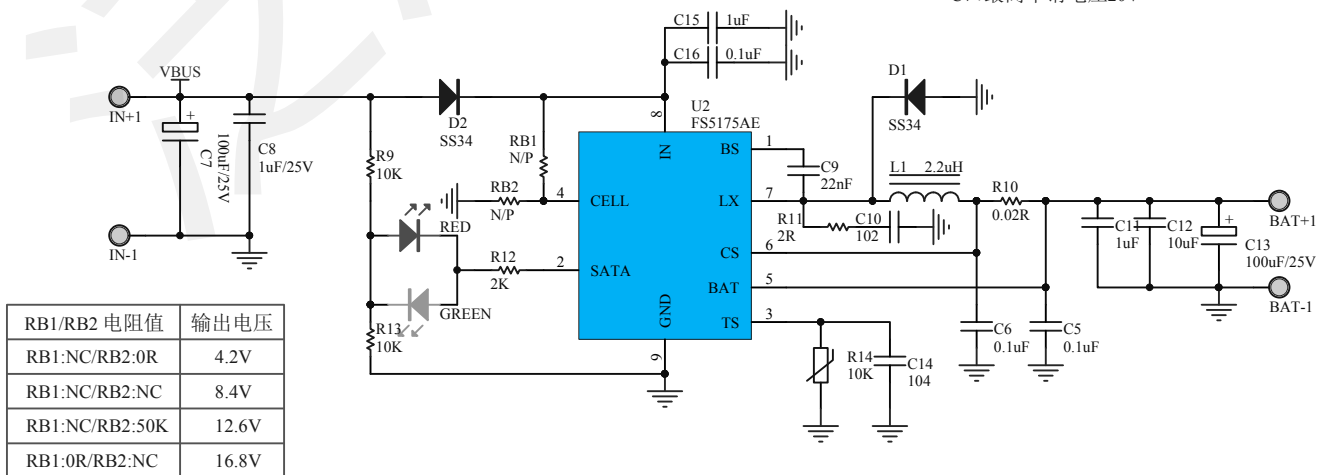 C15
1uF
C16
0.1uF
VBUS
IN+1
+
100uF/25V
C7
C8
1uF/25V
IN-1
D2
SS34
R9
10K
RED
GREEN
R13
10K
R12
2K
RB1
N/P
RB2
N/P
U2
FS5175AE
8
IN
4
CELL
2
SATA
GND
9
BS
1
LX
7
CS
6
BAT
5
TS
3
C9
22nF
D1
SS34
L1
2.2uH
R11
2R
C10
102
R10
0.02R
C11
1uF
C12
10uF
+
C13
100uF/25V
BAT+1
BAT-1
C6
0.1uF
C5
0.1uF
R14
10K
C14
104
RB1/RB2 电阻值 输出电压
RB1:NC/RB2:0R 4.2V
RB1:NC/RB2:NC 8.4V
RB1:NC/RB2:50K 12.6V
RB1:0R/RB2:NC 16.8V